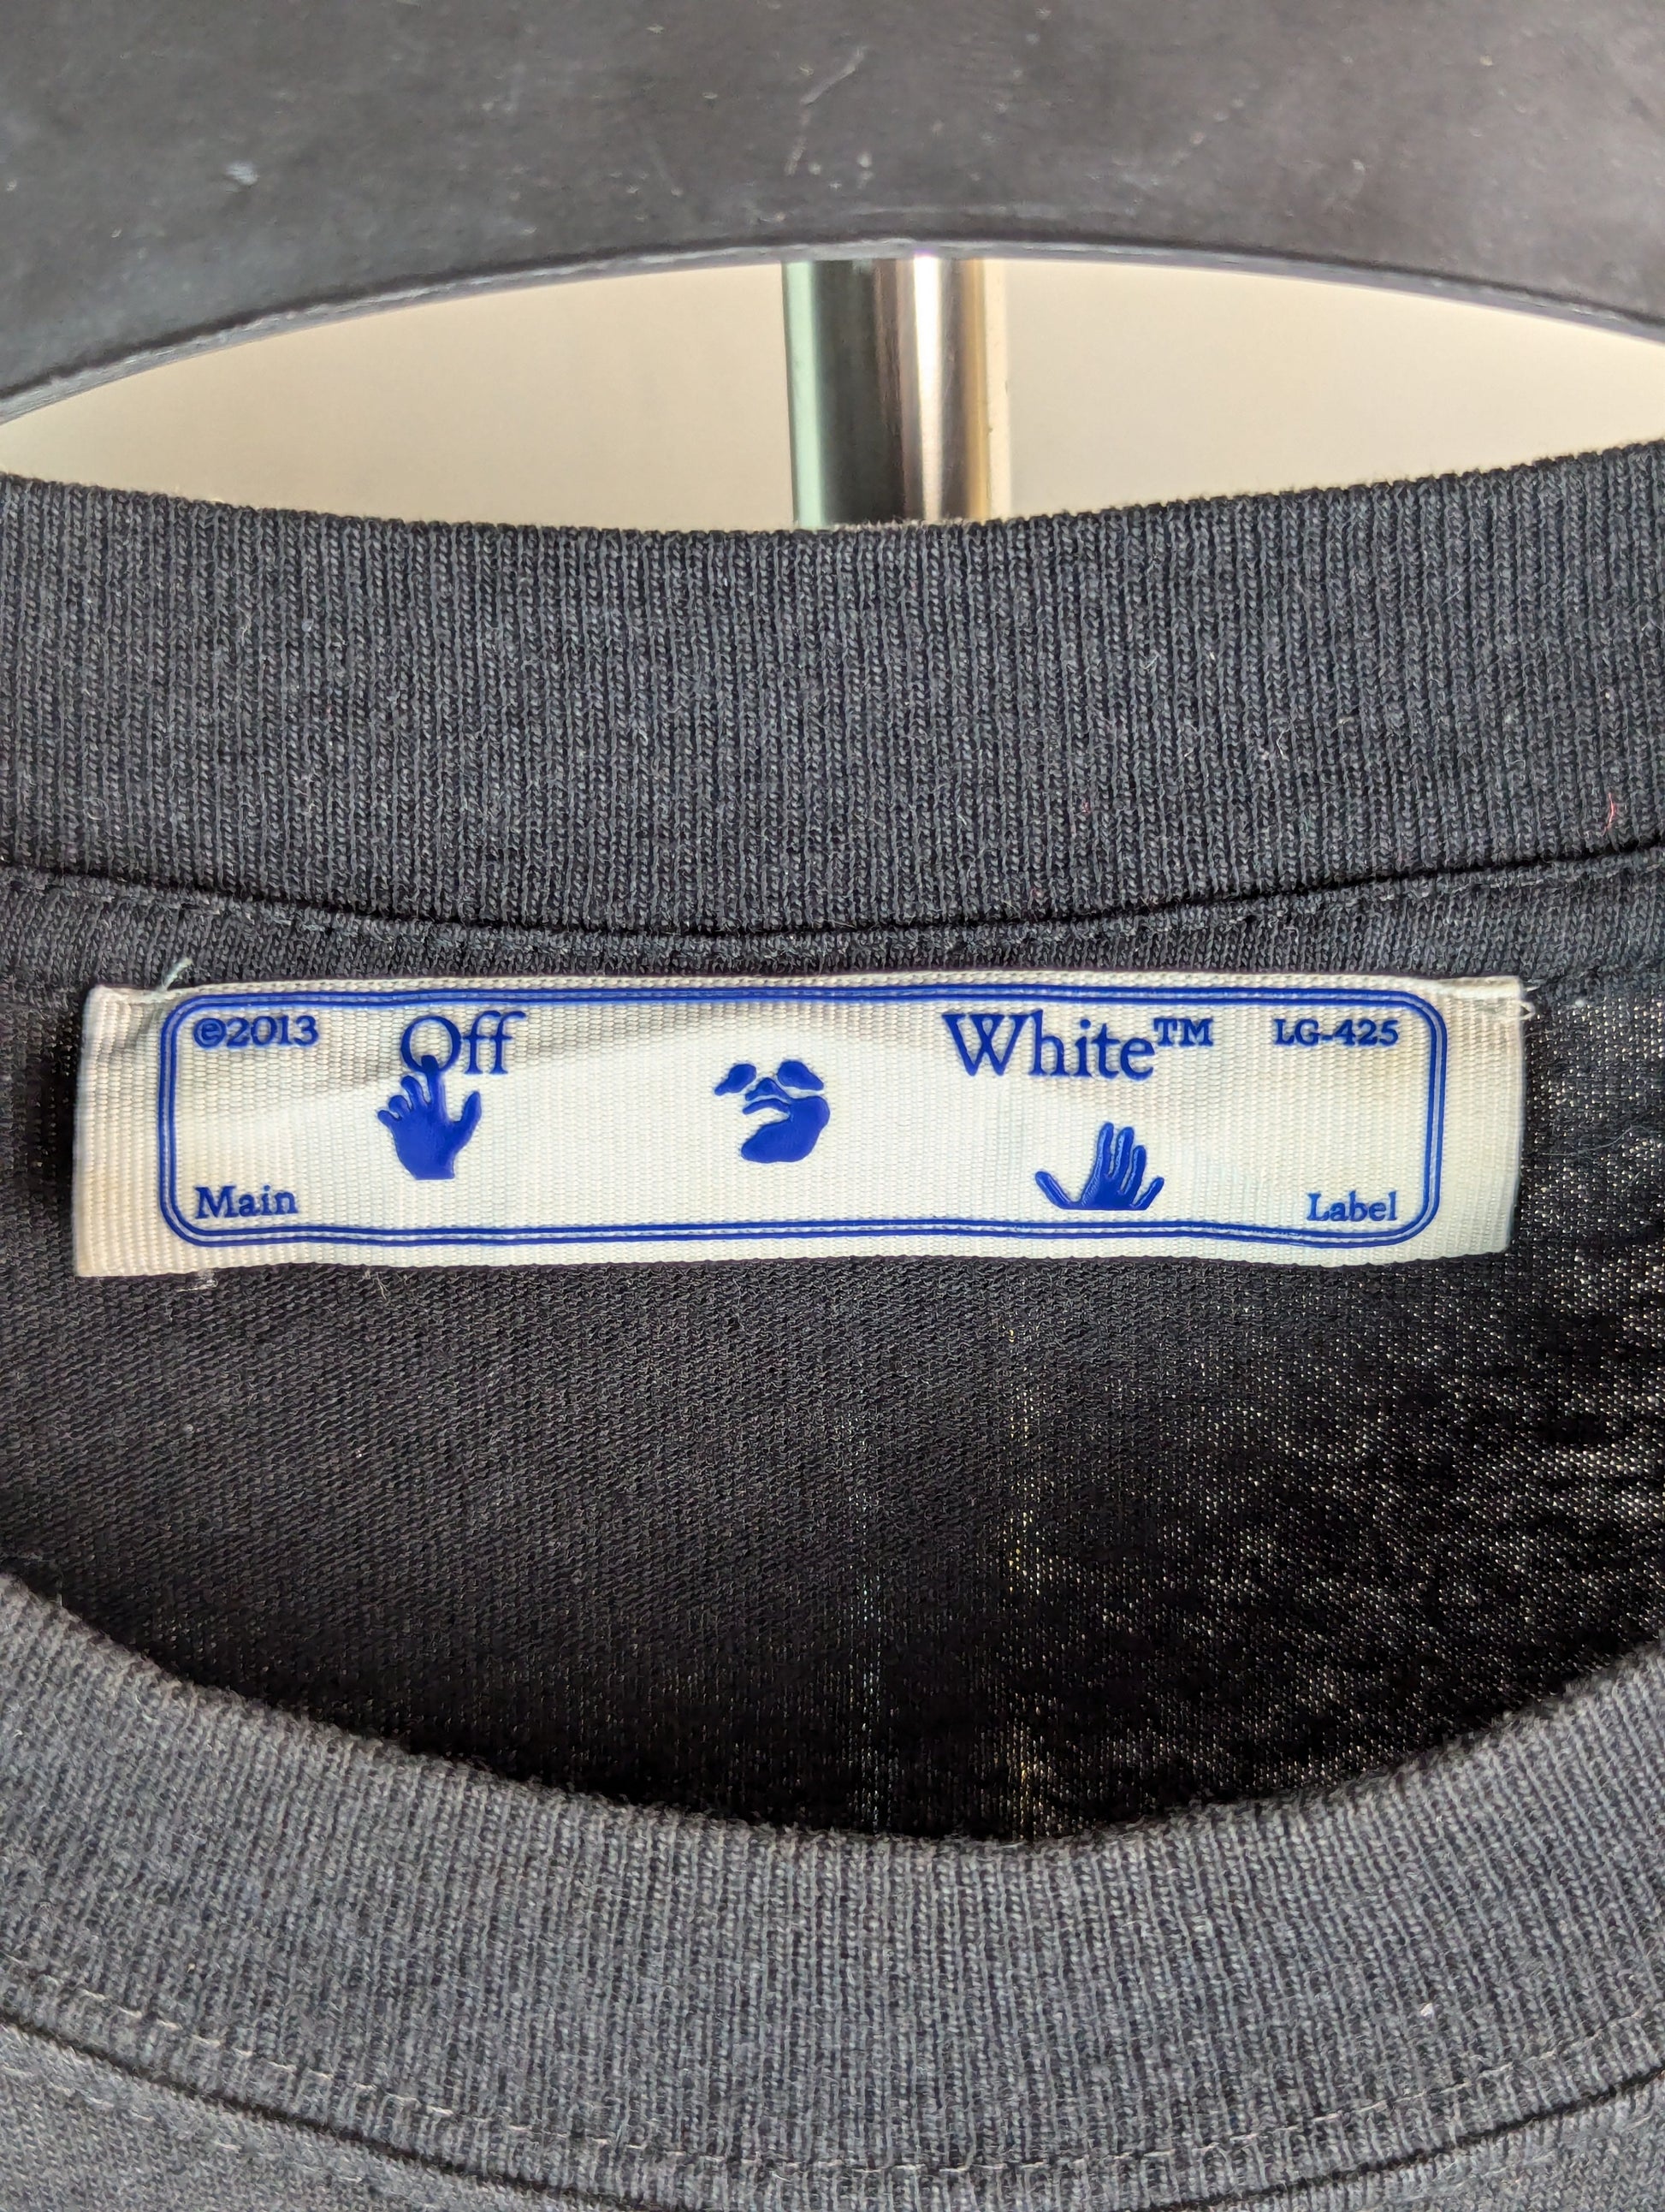 ©2013 Off White™ LG-425
Main Label